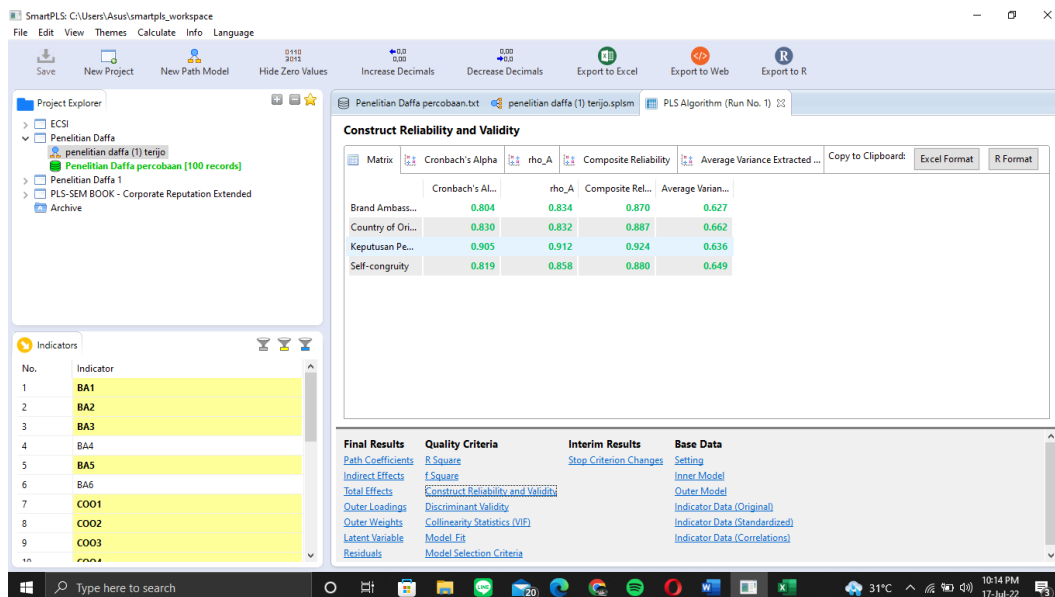 SmartPLS: C:\Users\Asus\smartpls_workspace
File Edit View Themes Calculate Info Language
Save New Project New Path Model Hide Zero Values Increase Decimals Decrease Decimals Export to Excel Export to Web Export to R
Project Explorer
ECSI
Penelitian Daffa
penelitian daffa (1) terijo
Penelitian Daffa percobaan [100 records]
Penelitian Daffa 1
PLS-SEM BOOK - Corporate Reputation Extended
Archive
Indicators
No. Indicator
1 BA1
2 BA2
3 BA3
4 BA4
5 BA5
6 BA6
7 COO1
8 COO2
9 COO3
10 COO4
Penelitian Daffa percobaan.txt penelitian daffa (1) terijo.splsm PLS Algorithm (Run No. 1)
Construct Reliability and Validity
Matrix Cronbach's Alpha rho_A Composite Reliability Average Variance Extracted ... Copy to Clipboard: Excel Format R Format
Cronbach's Al... rho_A Composite Rel... Average Varian...
Brand Ambass... 0.804 0.834 0.870 0.627
Country of Ori... 0.830 0.832 0.887 0.662
Keputusan Pe... 0.905 0.912 0.924 0.636
Self-congruity 0.819 0.858 0.880 0.649
Final Results Quality Criteria Interim Results Base Data
Path Coefficients R Square Stop Criterion Changes Setting
Indirect Effects f Square Inner Model
Total Effects Construct Reliability and Validity Outer Model
Outer Loadings Discriminant Validity Indicator Data (Original)
Outer Weights Collinearity Statistics (VIF) Indicator Data (Standardized)
Latent Variable Model Fit Indicator Data (Correlations)
Residuals Model Selection Criteria
Type here to search 20 31°C 10:14 PM
17-Jul-22 3